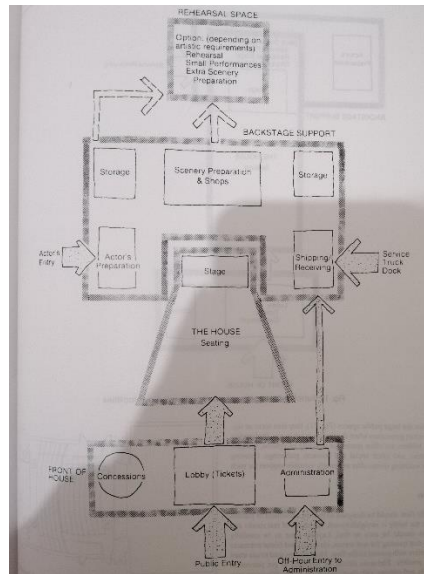 REHEARSAL SPACE
Option. (depending on
artistic requirements)
Rehearsal
Small Performances
Extra Scenery
Preparation
BACKSTAGE SUPPORT
Storage
Scenery Preparation
& Shops
Storage
Actor's
Entry
Actor's
Preparation
Stage
Shipping/
Receiving
Service
Truck
Dock
THE HOUSE
Seating
FRONT OF
HOUSE
Concessions
Lobby (Tickets)
Administration
Public Entry
Off-Hour Entry to
Administration